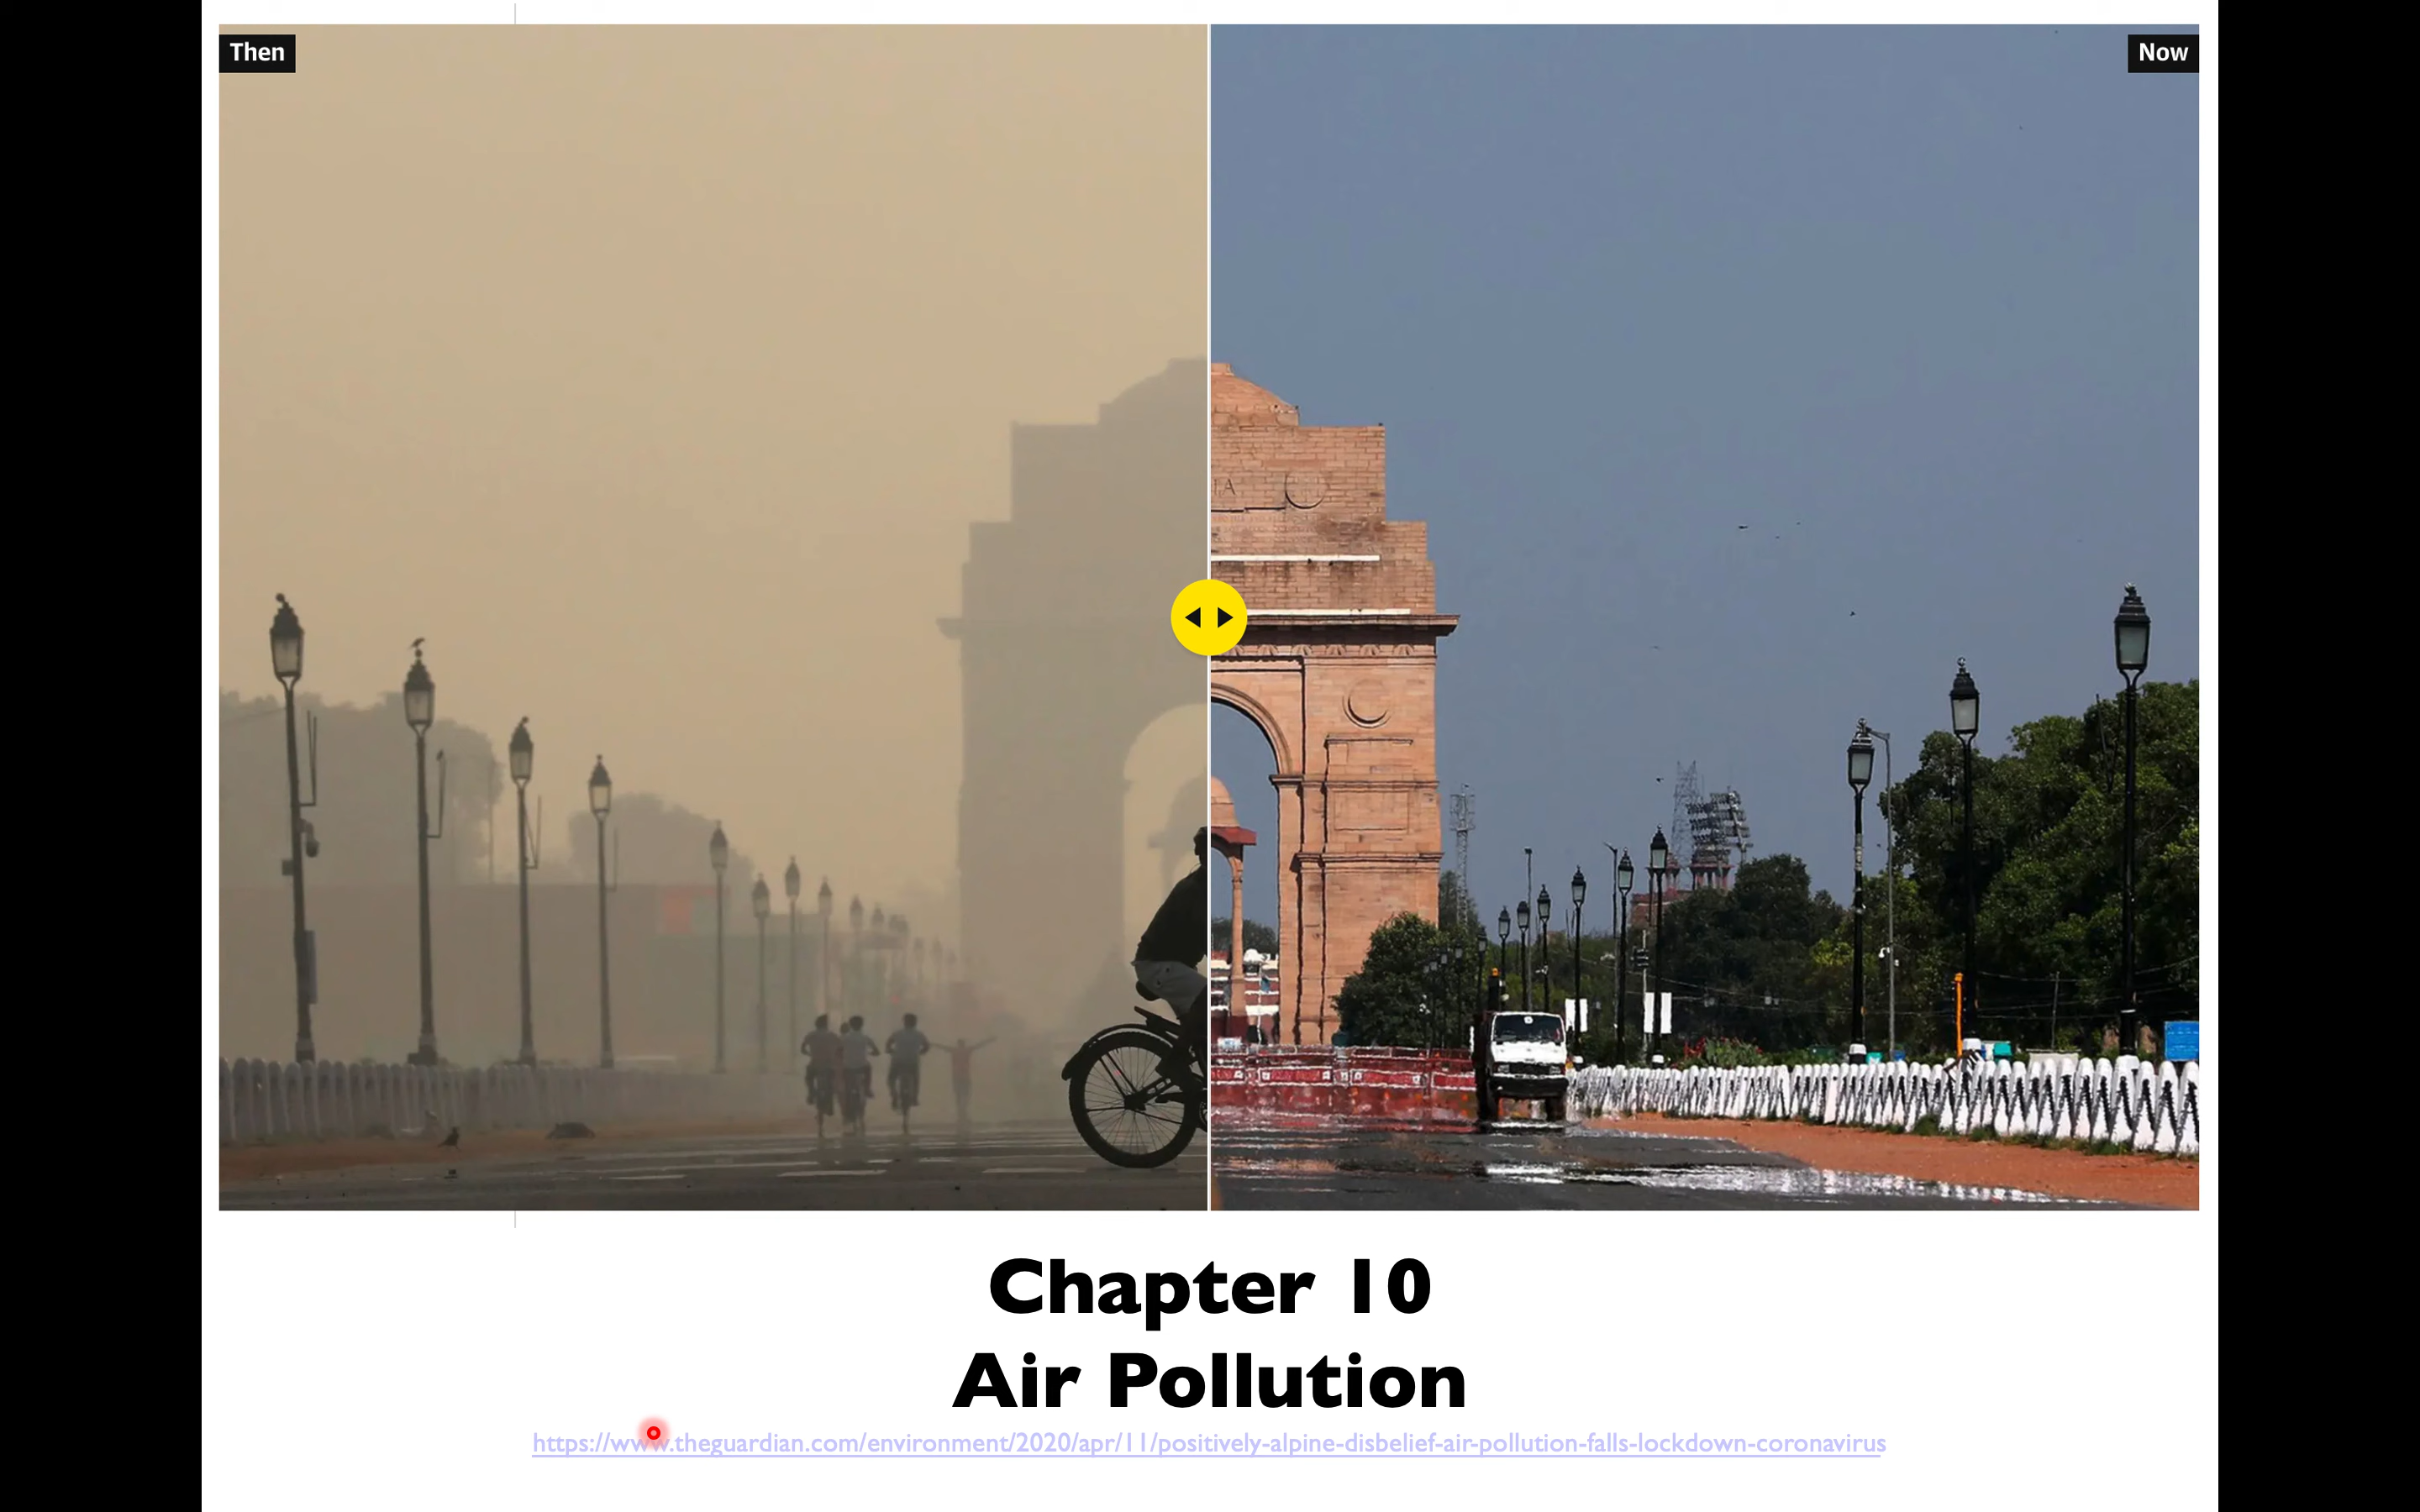 Then
Now
IA
Chapter 10
Air Pollution
https://www.theguardian.com/environment/2020/apr/11/positively-alpine-disbelief-air-pollution-falls-lockdown-coronavirus